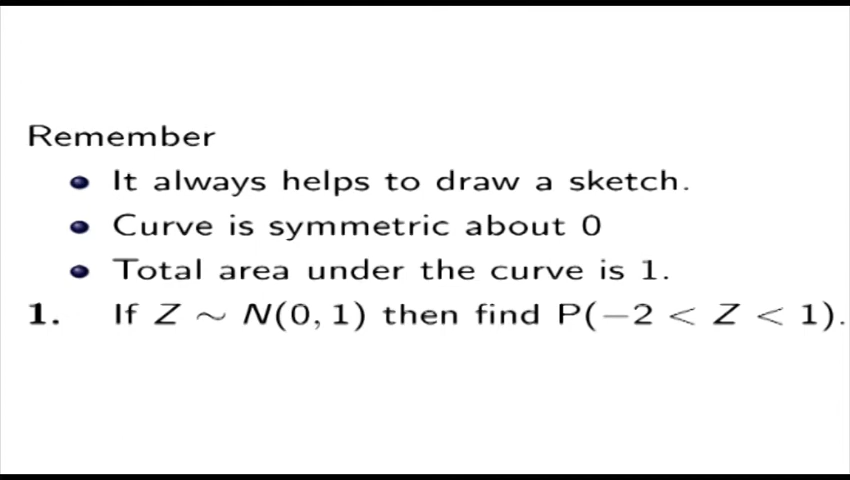 Remember
• It always helps to draw a sketch.
• Curve is symmetric about 0
• Total area under the curve is 1.
1. If Z ∼ N(0, 1) then find P(−2 < Z < 1).